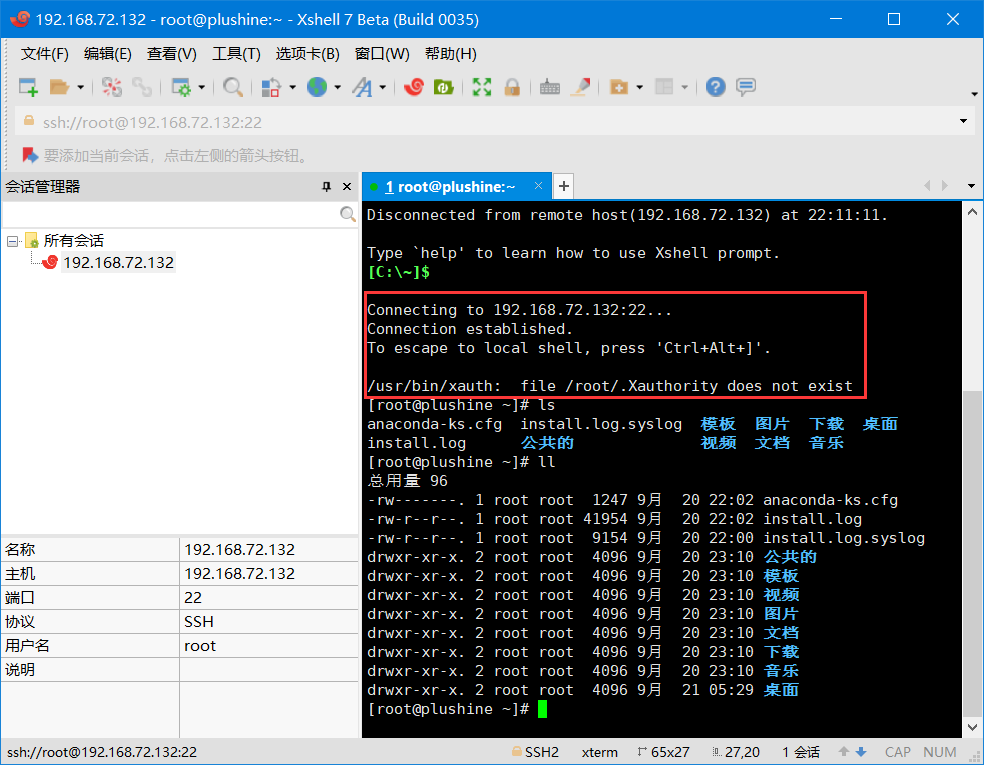 192.168.72.132 - root@plushine:~ - Xshell 7 Beta (Build 0035)
文件(F) 编辑(E) 查看(V) 工具(T) 选项卡(B) 窗口(W) 帮助(H)
ssh://root@192.168.72.132:22
要添加当前会话，点击左侧的箭头按钮。
会话管理器
所有会话
192.168.72.132
名称 192.168.72.132
主机 192.168.72.132
端口 22
协议 SSH
用户名 root
说明
1 root@plushine:~
Disconnected from remote host(192.168.72.132) at 22:11:11.
Type `help' to learn how to use Xshell prompt.
[C:\~]$
Connecting to 192.168.72.132:22...
Connection established.
To escape to local shell, press 'Ctrl+Alt+]'.
/usr/bin/xauth:  file /root/.Xauthority does not exist
[root@plushine ~]# ls
anaconda-ks.cfg  install.log.syslog  模板  图片  下载  桌面
install.log      公共的              视频  文档  音乐
[root@plushine ~]# ll
总用量 96
-rw-------. 1 root root  1247 9月  20 22:02 anaconda-ks.cfg
-rw-r--r--. 1 root root 41954 9月  20 22:02 install.log
-rw-r--r--. 1 root root  9154 9月  20 22:00 install.log.syslog
drwxr-xr-x. 2 root root  4096 9月  20 23:10 公共的
drwxr-xr-x. 2 root root  4096 9月  20 23:10 模板
drwxr-xr-x. 2 root root  4096 9月  20 23:10 视频
drwxr-xr-x. 2 root root  4096 9月  20 23:10 图片
drwxr-xr-x. 2 root root  4096 9月  20 23:10 文档
drwxr-xr-x. 2 root root  4096 9月  20 23:10 下载
drwxr-xr-x. 2 root root  4096 9月  20 23:10 音乐
drwxr-xr-x. 2 root root  4096 9月  21 05:29 桌面
[root@plushine ~]#
ssh://root@192.168.72.132:22 SSH2 xterm 65x27 27,20 1 会话 CAP NUM